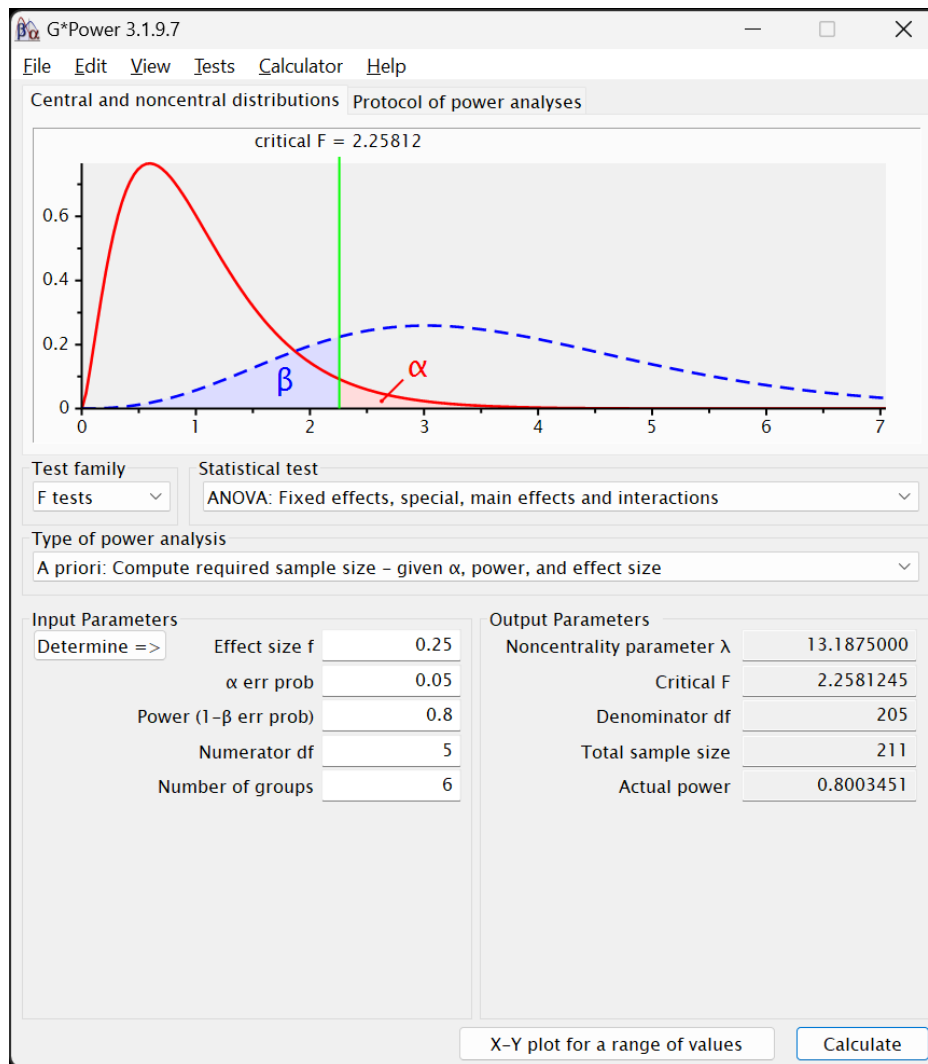 G*Power 3.1.9.7
File Edit View Tests Calculator Help
Central and noncentral distributions Protocol of power analyses
critical F = 2.25812
0.6
0.4
0.2
0
β
α
0 1 2 3 4 5 6 7
Test family Statistical test
F tests ANOVA: Fixed effects, special, main effects and interactions
Type of power analysis
A priori: Compute required sample size – given α, power, and effect size
Input Parameters Output Parameters
Determine => Effect size f 0.25 Noncentrality parameter λ 13.1875000
α err prob 0.05 Critical F 2.2581245
Power (1-β err prob) 0.8 Denominator df 205
Numerator df 5 Total sample size 211
Number of groups 6 Actual power 0.8003451
X-Y plot for a range of values Calculate